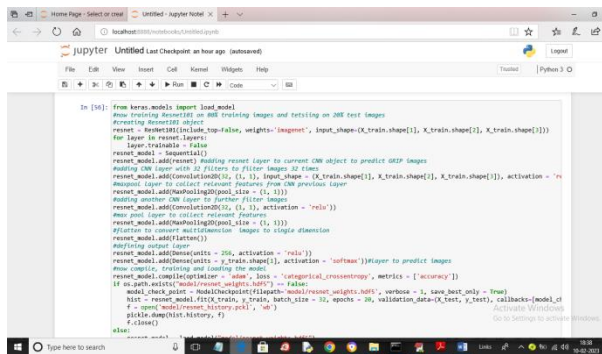 Home Page - Select or creat
Untitled - Jupyter Notel
localhost:8888/notebooks/Untitled.ipynb
jupyter Untitled Last Checkpoint: an hour ago (autosaved)
Logout
File Edit View Insert Cell Kernel Widgets Help
Trusted
Python 3
Run
Code
In [56]: from keras.models import load_model
#now training Resnet101 on 80% training images and tetsiing on 20% test images
#creating Resnet101 object
resnet = ResNet101(include_top=False, weights='imagenet', input_shape=(X_train.shape[1], X_train.shape[2], X_train.shape[3]))
for layer in resnet.layers:
layer.trainable = False
resnet_model = Sequential()
resnet_model.add(resnet) #adding resnet layer to current CNN object to predict GRIP images
#adding CNN layer with 32 filters to filter images 32 times
resnet_model.add(Convolution2D(32, (1, 1), input_shape = (X_train.shape[1], X_train.shape[2], X_train.shape[3]), activation = 're
#maxpool layer to collect relevant features from CNN previous layer
resnet_model.add(MaxPooling2D(pool_size = (1, 1)))
#adding another CNN layer to further filter images
resnet_model.add(Convolution2D(32, (1, 1), activation = 'relu'))
#max pool layer to collect relevant features
resnet_model.add(MaxPooling2D(pool_size = (1, 1)))
#flatten to convert multidimension images to single dimension
resnet_model.add(Flatten())
#defining output layer
resnet_model.add(Dense(units = 256, activation = 'relu'))
resnet_model.add(Dense(units = y_train.shape[1], activation = 'softmax'))#layer to predict images
#now compile, training and loading the model
resnet_model.compile(optimizer = 'adam', loss = 'categorical_crossentropy', metrics = ['accuracy'])
if os.path.exists("model/resnet_weights.hdf5") == False:
model_check_point = ModelCheckpoint(filepath='model/resnet_weights.hdf5', verbose = 1, save_best_only = True)
hist = resnet_model.fit(X_train, y_train, batch_size = 32, epochs = 20, validation_data=(X_test, y_test), callbacks=[model_ch
f = open('model/resnet_history.pckl', 'wb')
pickle.dump(hist.history, f)
f.close()
else:
Activate Windows
Go to Settings to activate Windows.
Type here to search
Links
18:38
10-02-2023